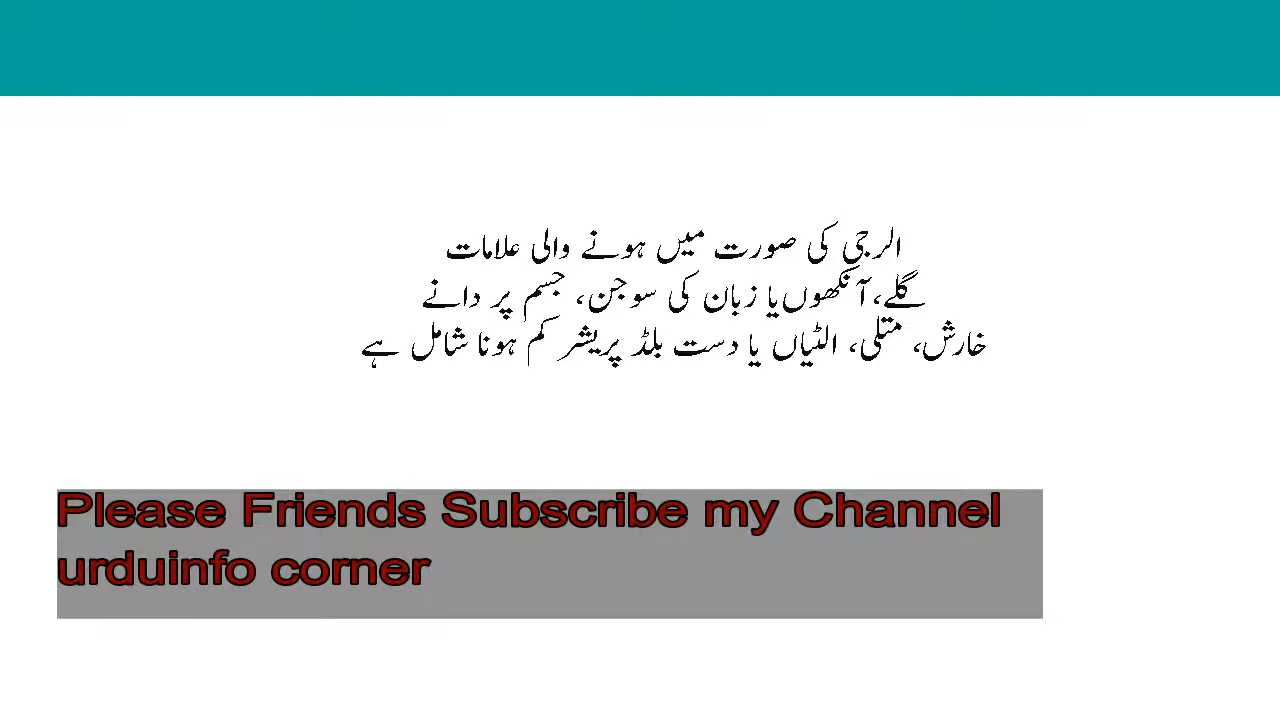 الرجی کی صورت میں ہونے والی علامات
گلے،آنکھوں یا زبان کی سوجن، جسم پر دانے
خارش، متلی، الٹیاں یا دست بلڈ پریشر کم ہونا شامل ہے
Please Friends Subscribe my Channel
urduinfo corner